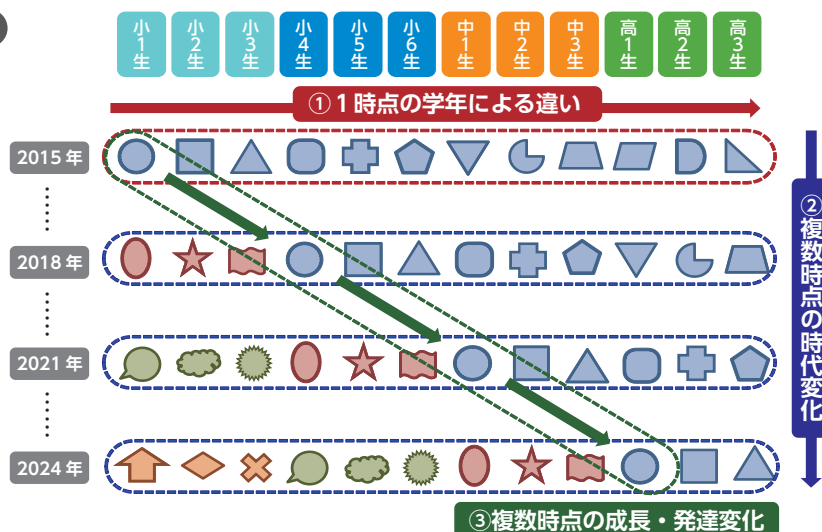 小1生
小2生
小3生
小4生
小5生
小6生
中1生
中2生
中3生
高1生
高2生
高3生
①1時点の学年による違い
2015年
2018年
2021年
2024年
②複数時点の時代変化
③複数時点の成長・発達変化